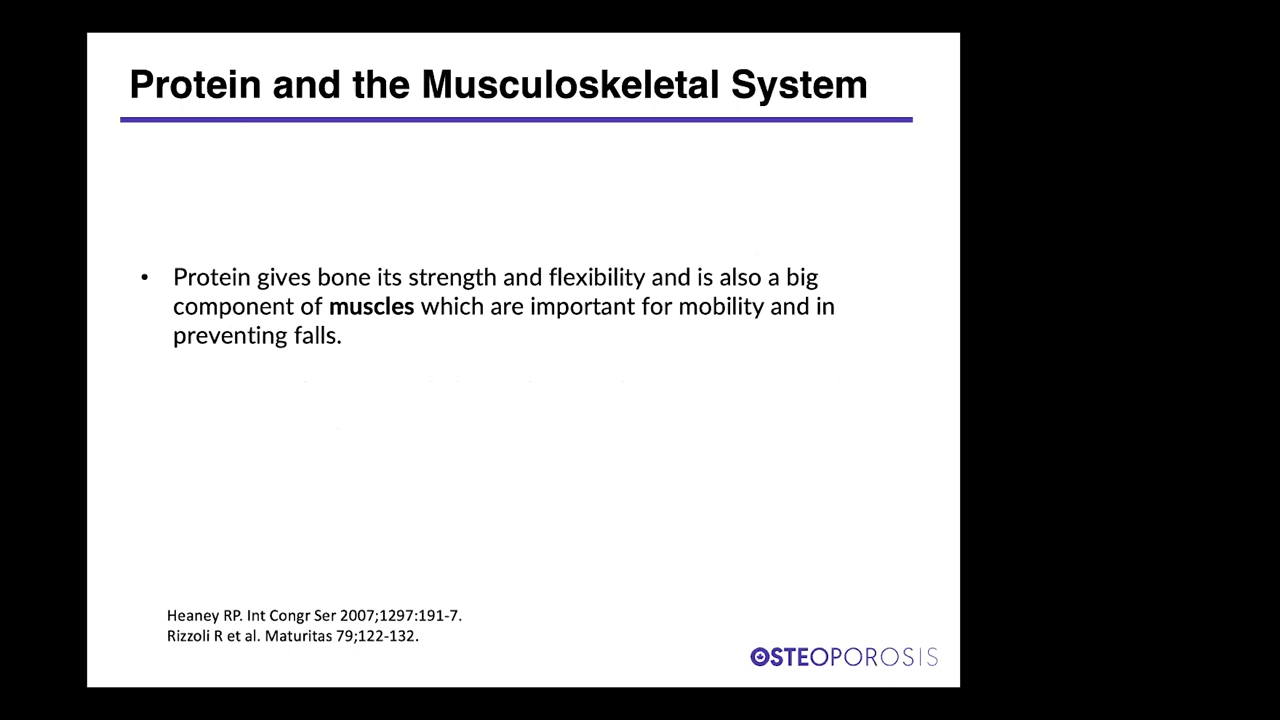 Protein and the Musculoskeletal System
• Protein gives bone its strength and flexibility and is also a big
component of muscles which are important for mobility and in
preventing falls.
Heaney RP. Int Congr Ser 2007;1297:191-7.
Rizzoli R et al. Maturitas 79;122-132.
OSTEOPOROSIS